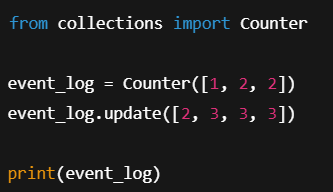 from collections import Counter
event_log = Counter([1, 2, 2])
event_log.update([2, 3, 3, 3])
print(event_log)